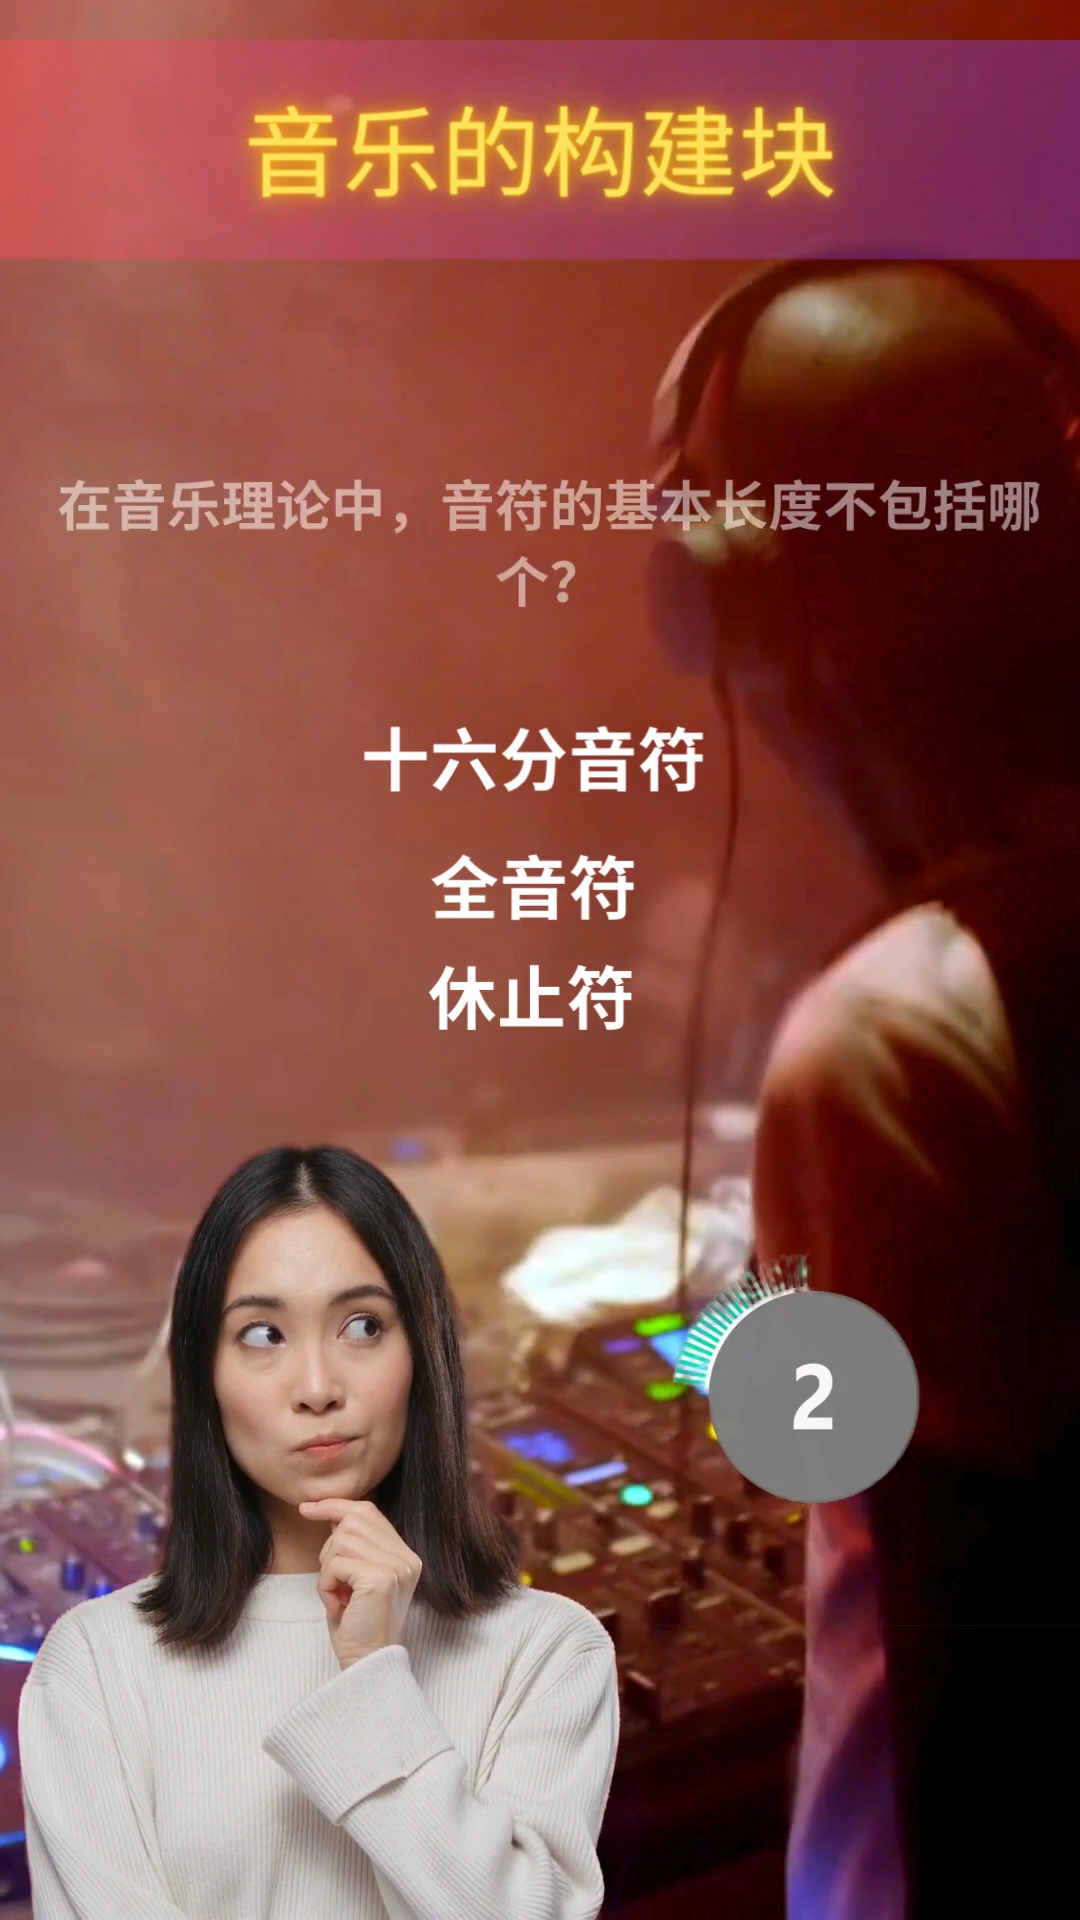 音乐的构建块
在音乐理论中，音符的基本长度不包括哪
个？
十六分音符
全音符
休止符
2